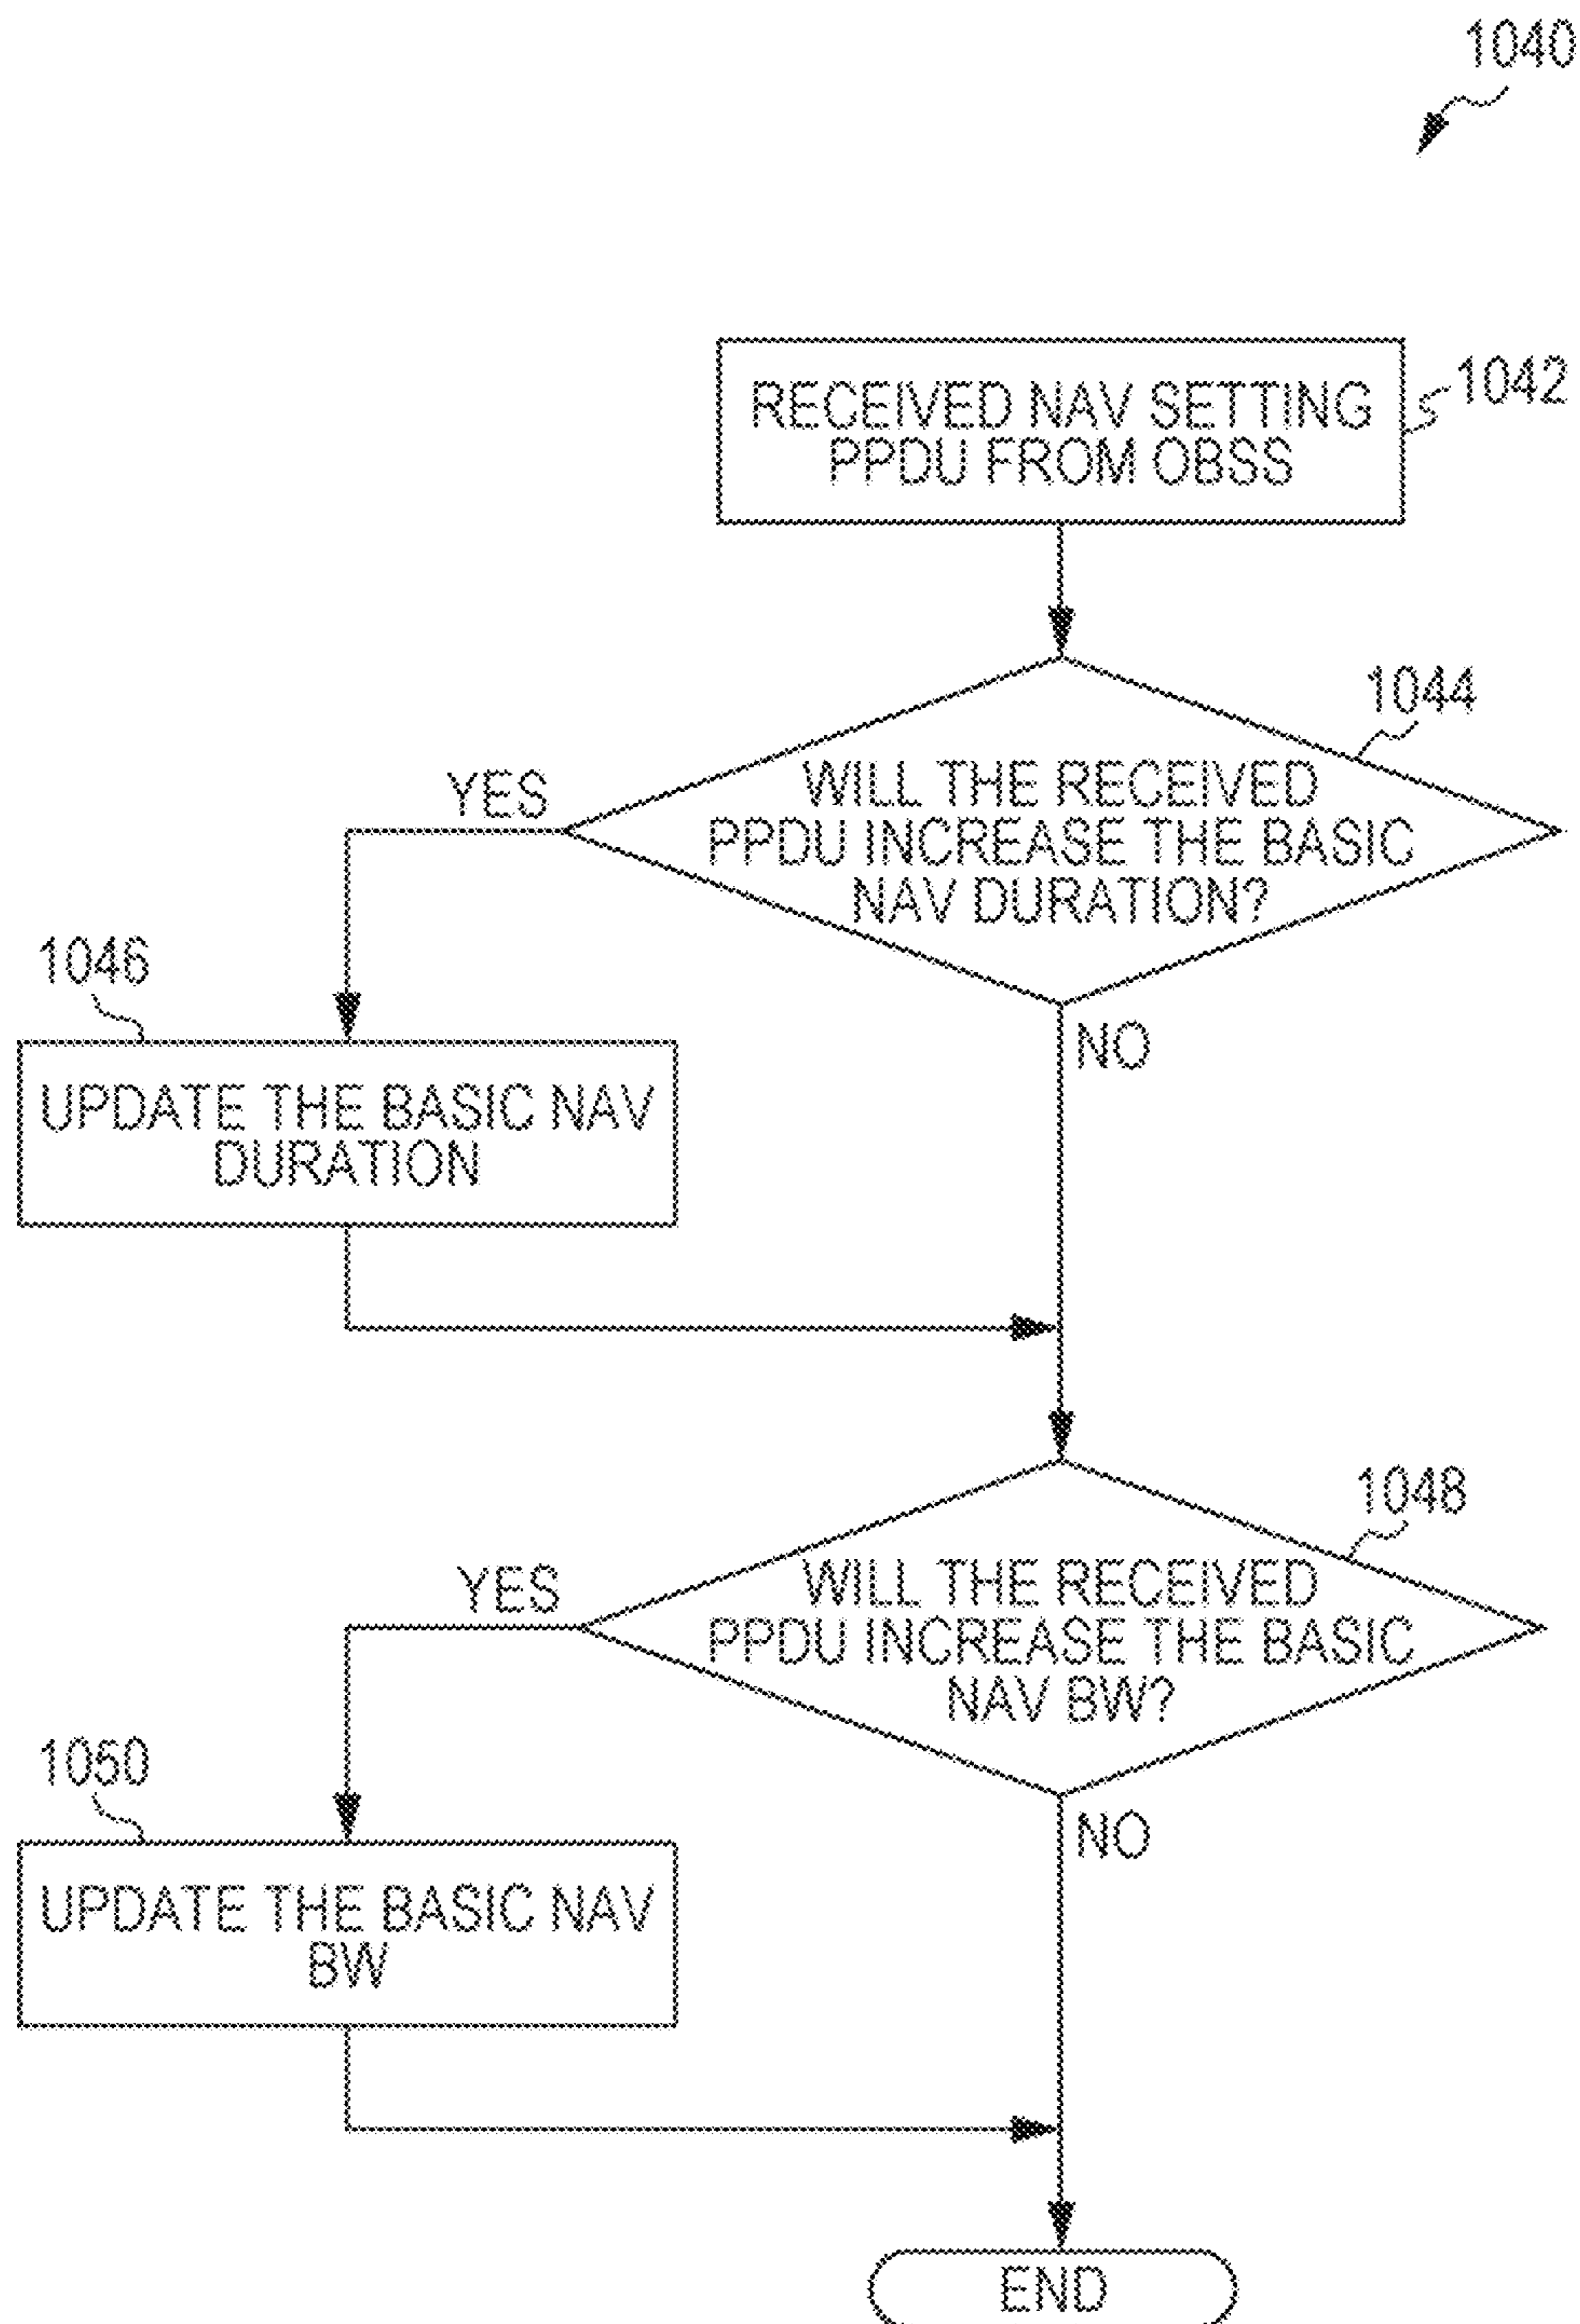 1040
RECEIVED NAV SETTING
PPDU FROM OBSS
1042
1044
WILL THE RECEIVED
PPDU INCREASE THE BASIC
NAV DURATION?
YES
NO
1046
UPDATE THE BASIC NAV
DURATION
1048
WILL THE RECEIVED
PPDU INCREASE THE BASIC
NAV BW?
YES
NO
1050
UPDATE THE BASIC NAV
BW
END